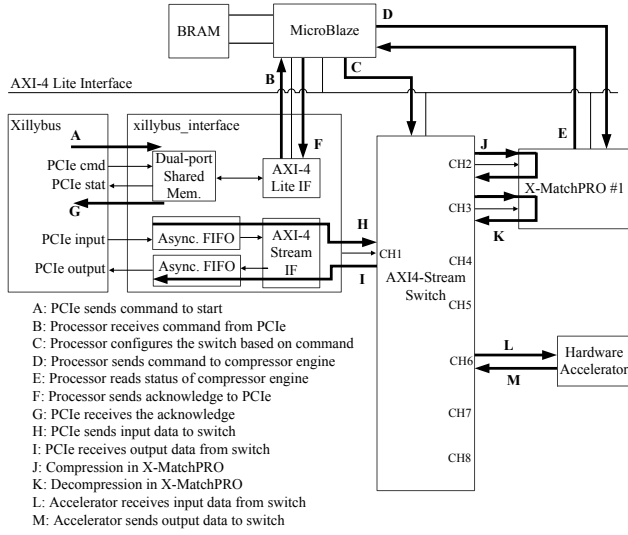 BRAM
MicroBlaze
D
B
C
AXI-4 Lite Interface
Xillybus
xillybus_interface
A
F
J
E
PCIe cmd
PCIe stat
Dual-port
Shared
Mem.
AXI-4
Lite IF
G
CH2
X-MatchPRO #1
CH3
K
H
PCIe input
Async. FIFO
AXI-4
Stream
IF
PCIe output
Async. FIFO
CH1
I
AXI4-Stream
Switch
CH4
CH5
CH6
L
M
Hardware
Accelerator
CH7
CH8
A: PCIe sends command to start
B: Processor receives command from PCIe
C: Processor configures the switch based on command
D: Processor sends command to compressor engine
E: Processor reads status of compressor engine
F: Processor sends acknowledge to PCIe
G: PCIe receives the acknowledge
H: PCIe sends input data to switch
I: PCIe receives output data from switch
J: Compression in X-MatchPRO
K: Decompression in X-MatchPRO
L: Accelerator receives input data from switch
M: Accelerator sends output data to switch